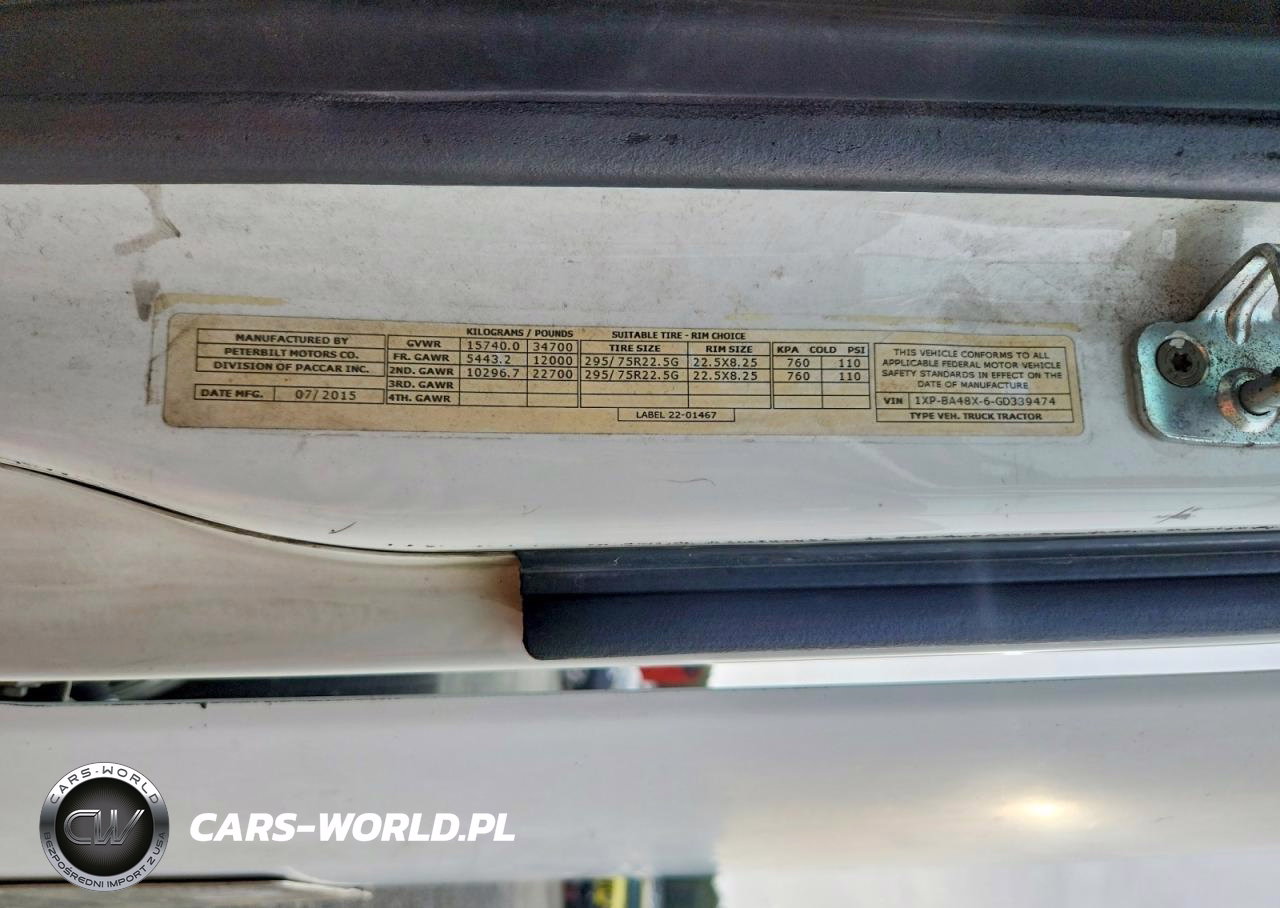 MANUFACTURED BY
PETERBILT MOTORS CO.
DIVISION OF PACCAR INC.
DATE MFG. 07/2015
KILOGRAMS / POUNDS
GVWR 15740.0 34700
FR. GAWR 5443.2 12000
2ND. GAWR 10296.7 22700
3RD. GAWR
4TH. GAWR
SUITABLE TIRE - RIM CHOICE
TIRE SIZE RIM SIZE KPA COLD PSI
295/75R22.5G 22.5X8.25 760 110
295/75R22.5G 22.5X8.25 760 110
LABEL 22-01467
THIS VEHICLE CONFORMS TO ALL
APPLICABLE FEDERAL MOTOR VEHICLE
SAFETY STANDARDS IN EFFECT ON THE
DATE OF MANUFACTURE
VIN 1XP-BA48X-6-GD339474
TYPE VEH. TRUCK TRACTOR
CARS-WORLD
CW
BEZPOŚREDNI IMPORT Z USA
CARS-WORLD.PL